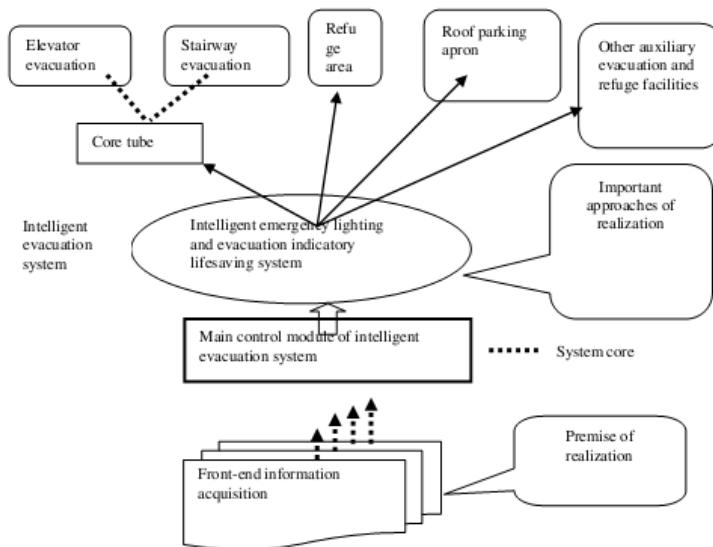 Elevator
evacuation
Stairway
evacuation
Refu
ge
area
Roof parking
apron
Other auxiliary
evacuation and
refuge facilities
Core tube
Important
approaches of
realization
Intelligent
evacuation
system
Intelligent emergency lighting
and evacuation indicatory
lifesaving system
Main control module of intelligent
evacuation system
System core
Front-end information
acquisition
Premise of
realization